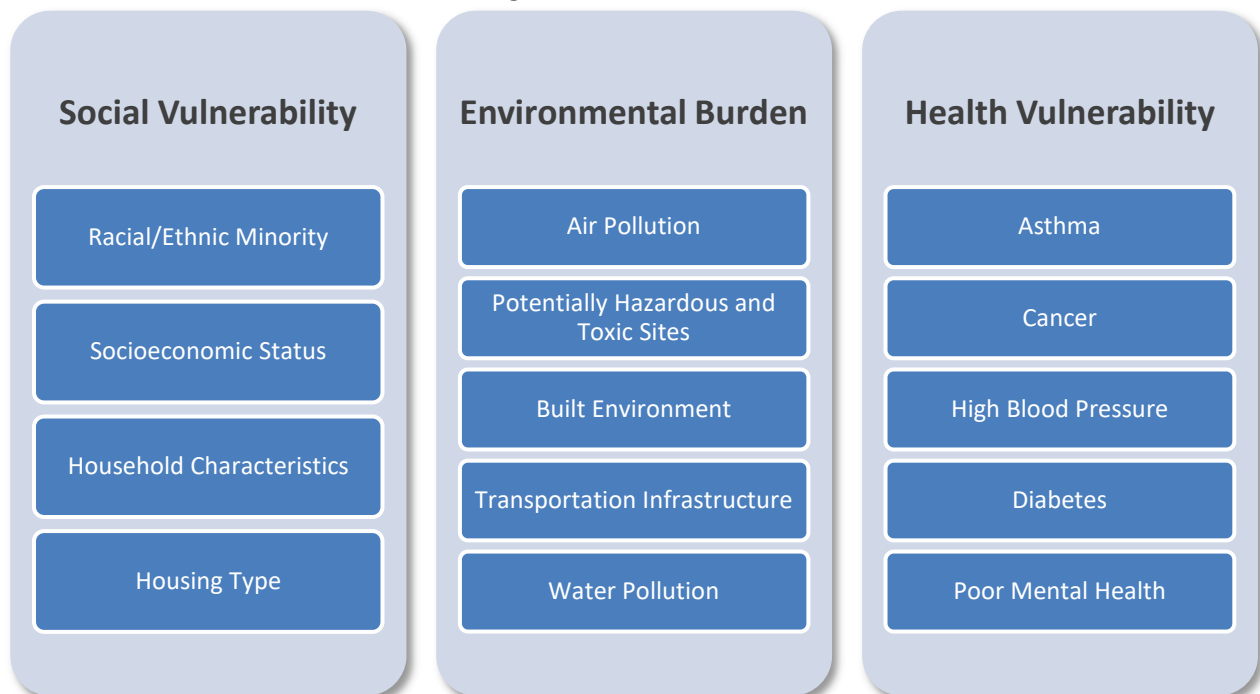 Social Vulnerability
Racial/Ethnic Minority
Socioeconomic Status
Household Characteristics
Housing Type
Environmental Burden
Air Pollution
Potentially Hazardous and
Toxic Sites
Built Environment
Transportation Infrastructure
Water Pollution
Health Vulnerability
Asthma
Cancer
High Blood Pressure
Diabetes
Poor Mental Health